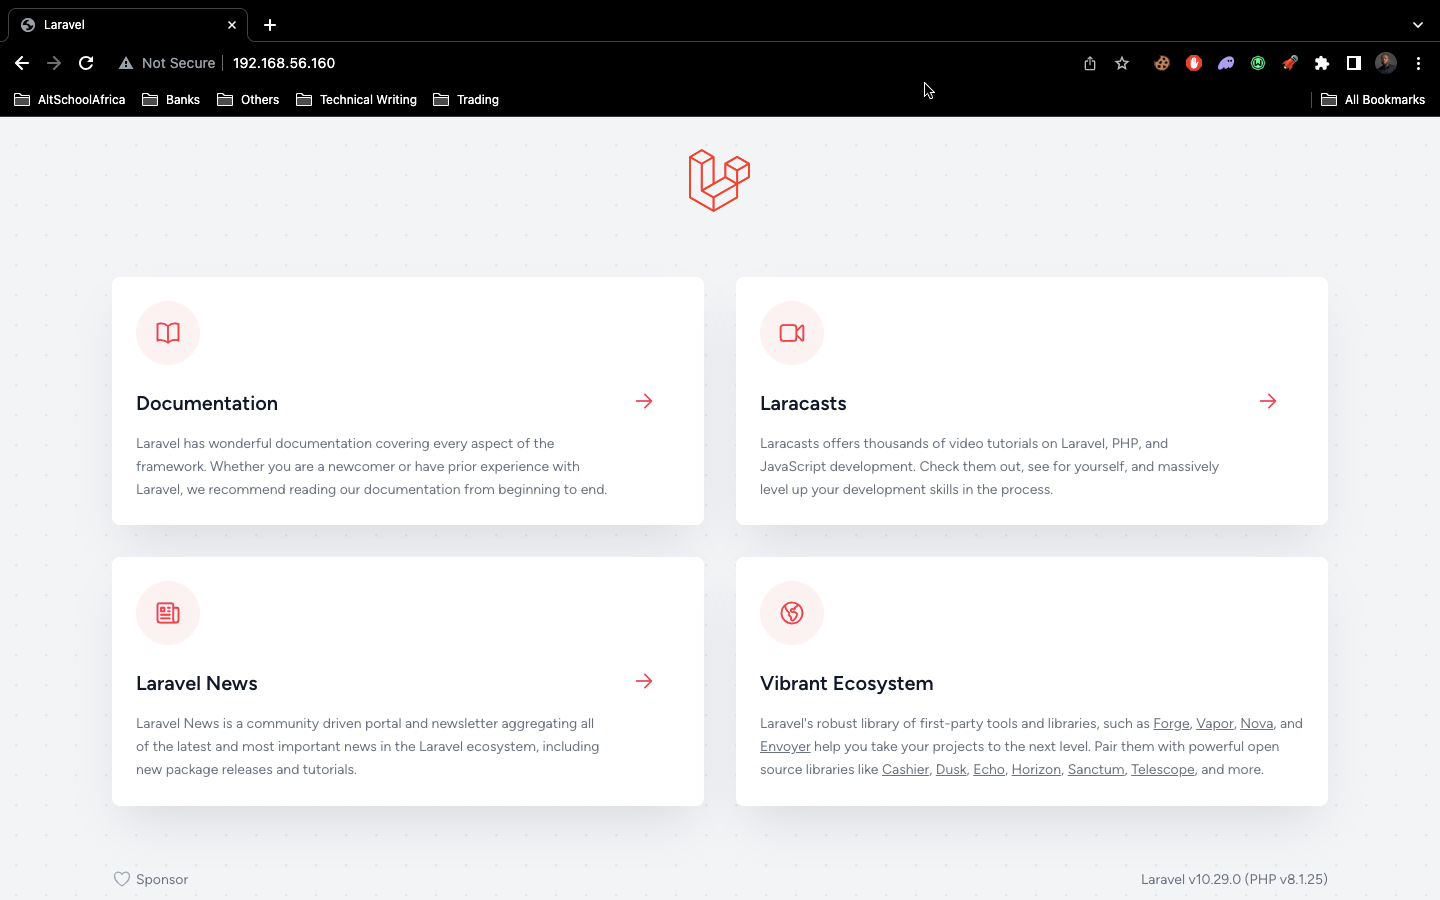 Laravel
Not Secure 192.168.56.160
AltSchoolAfrica Banks Others Technical Writing Trading All Bookmarks
Documentation
Laravel has wonderful documentation covering every aspect of the
framework. Whether you are a newcomer or have prior experience with
Laravel, we recommend reading our documentation from beginning to end.
Laracasts
Laracasts offers thousands of video tutorials on Laravel, PHP, and
JavaScript development. Check them out, see for yourself, and massively
level up your development skills in the process.
Laravel News
Laravel News is a community driven portal and newsletter aggregating all
of the latest and most important news in the Laravel ecosystem, including
new package releases and tutorials.
Vibrant Ecosystem
Laravel's robust library of first-party tools and libraries, such as Forge, Vapor, Nova, and
Envoyer help you take your projects to the next level. Pair them with powerful open
source libraries like Cashier, Dusk, Echo, Horizon, Sanctum, Telescope, and more.
Sponsor
Laravel v10.29.0 (PHP v8.1.25)